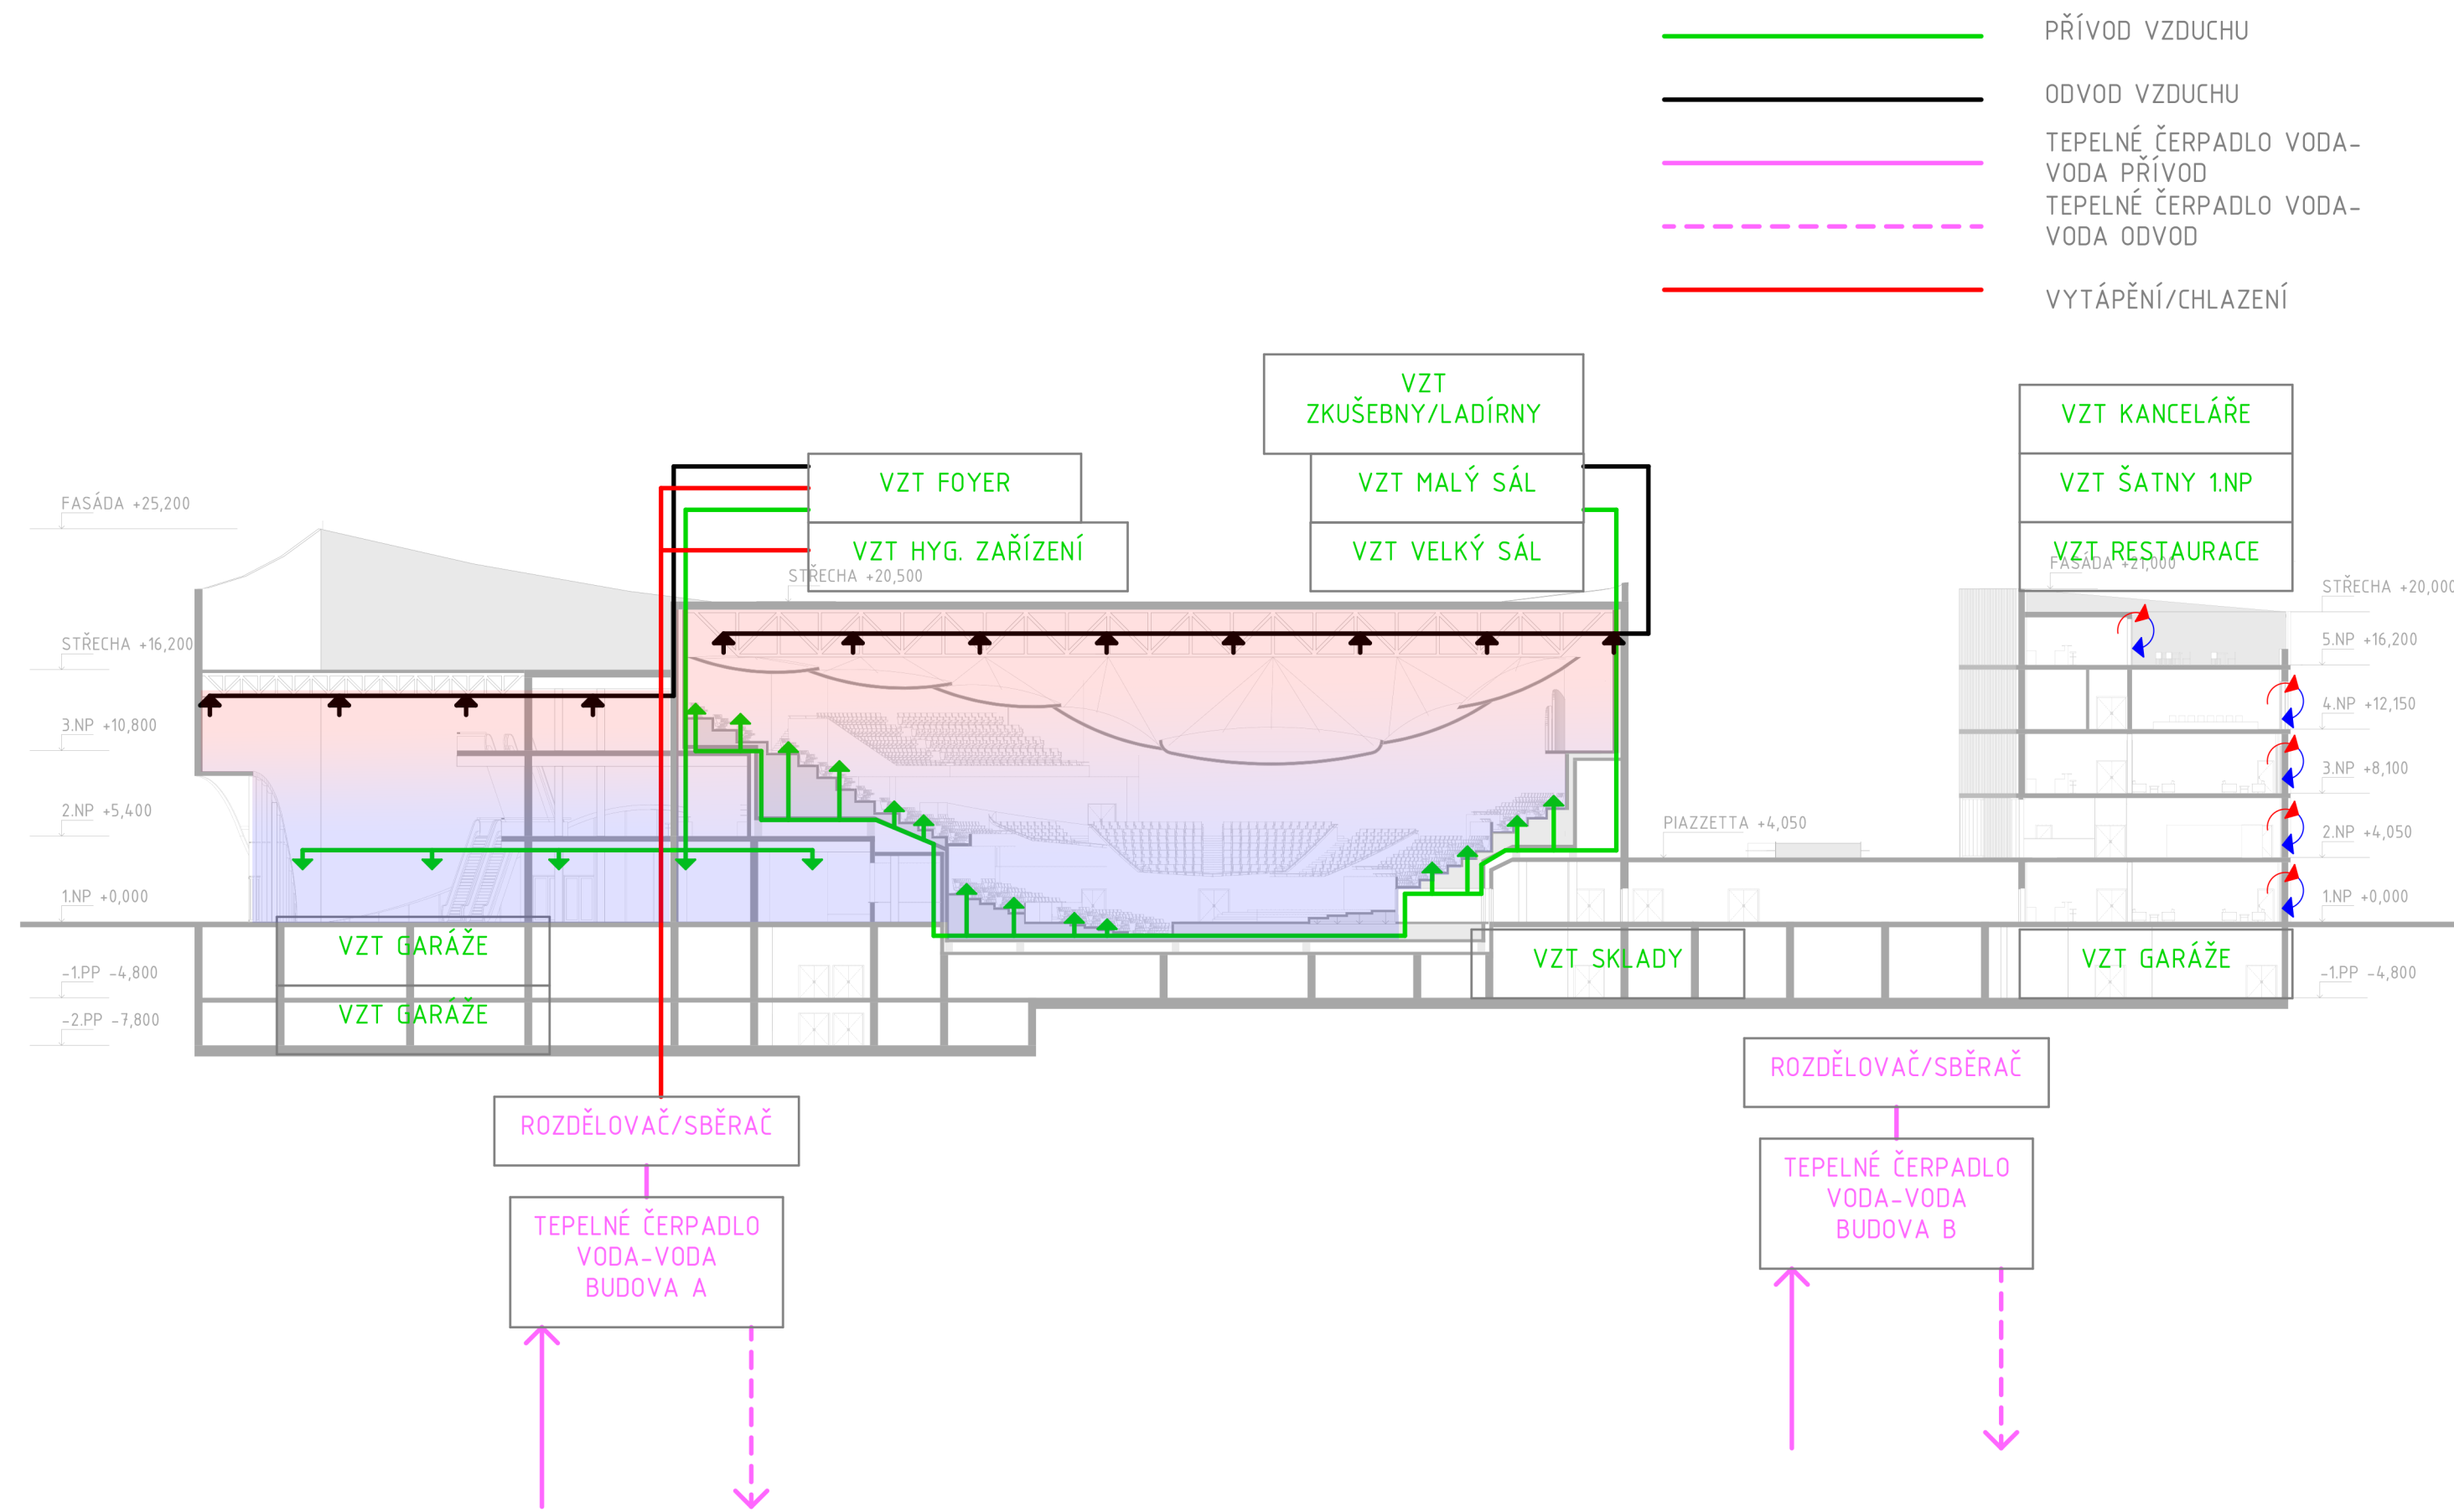 PŘÍVOD VZDUCHU
ODVOD VZDUCHU
TEPELNÉ ČERPADLO VODA-
VODA PŘÍVOD
TEPELNÉ ČERPADLO VODA-
VODA ODVOD
VYTÁPĚNÍ/CHLAZENÍ
VZT
ZKUŠEBNY/LADÍRNY
VZT FOYER
VZT MALÝ SÁL
VZT HYG. ZAŘÍZENÍ
VZT VELKÝ SÁL
VZT KANCELÁŘE
VZT ŠATNY 1.NP
VZT RESTAURACE
FASÁDA +25,200
STŘECHA +20,500
FASÁDA +21,000
STŘECHA +20,000
STŘECHA +16,200
5.NP +16,200
3.NP +10,800
4.NP +12,150
3.NP +8,100
2.NP +5,400
PIAZZETTA +4,050
2.NP +4,050
1.NP +0,000
1.NP +0,000
VZT GARÁŽE
VZT SKLADY
VZT GARÁŽE
-1.PP -4,800
-1.PP -4,800
VZT GARÁŽE
-2.PP -7,800
ROZDĚLOVAČ/SBĚRAČ
TEPELNÉ ČERPADLO
VODA-VODA
BUDOVA A
ROZDĚLOVAČ/SBĚRAČ
TEPELNÉ ČERPADLO
VODA-VODA
BUDOVA B